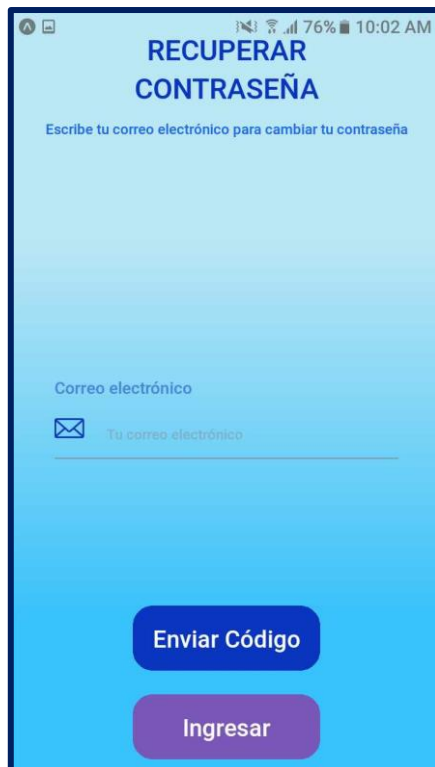 76% 10:02 AM
RECUPERAR
CONTRASEÑA
Escribe tu correo electrónico para cambiar tu contraseña
Correo electrónico
Tu correo electrónico
Enviar Código
Ingresar